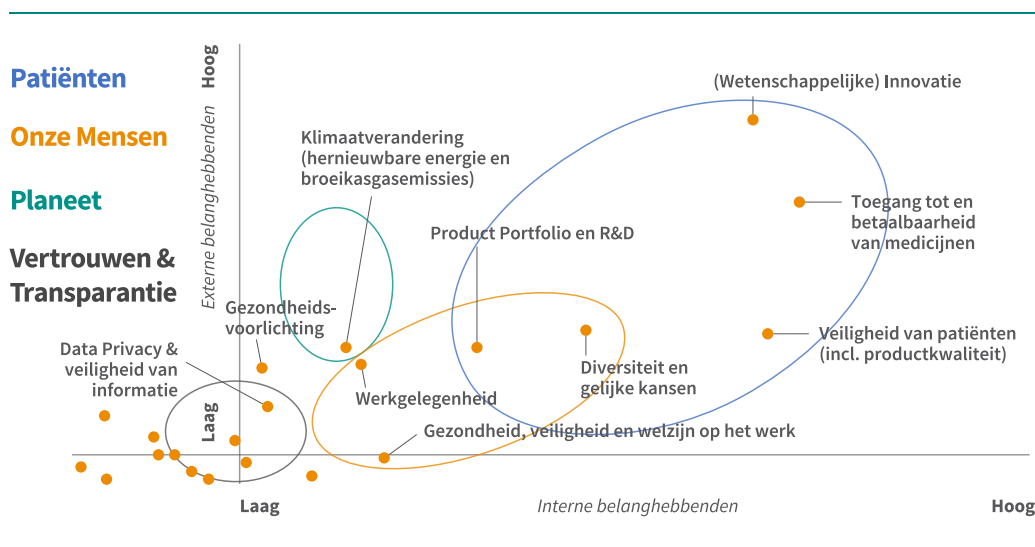 Patiënten
Onze Mensen
Planeet
Vertrouwen &
Transparantie
Hoog
Externe belanghebbenden
Laag
(Wetenschappelijke) Innovatie
Klimaatverandering
(hernieuwbare energie en
broeikasgasemissies)
Toegang tot en
betaalbaarheid
van medicijnen
Product Portfolio en R&D
Gezondheids-
voorlichting
Veiligheid van patiënten
(incl. productkwaliteit)
Data Privacy &
veiligheid van
informatie
Diversiteit en
gelijke kansen
Werkgelegenheid
Gezondheid, veiligheid en welzijn op het werk
Laag
Interne belanghebbenden
Hoog